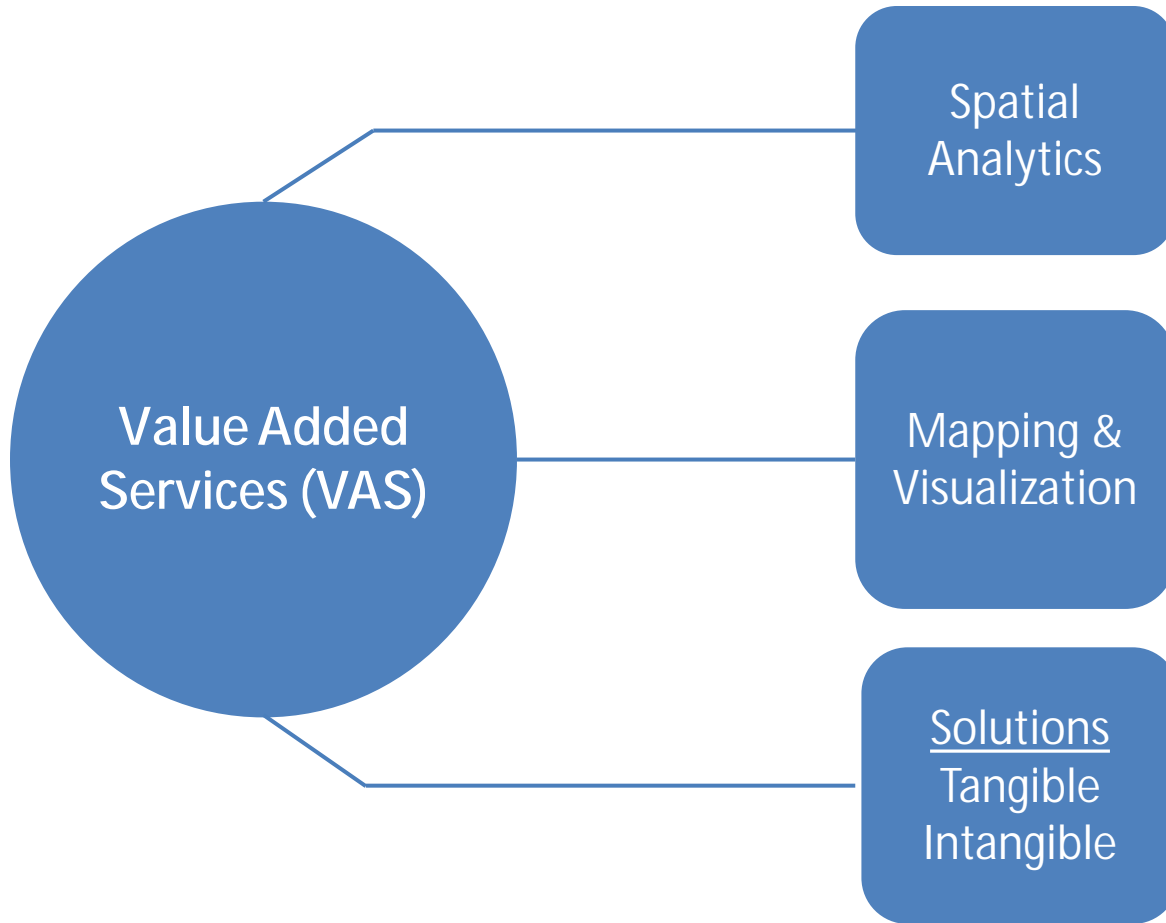 Spatial
Analytics
Value Added
Services (VAS)
Mapping &
Visualization
Solutions
Tangible
Intangible